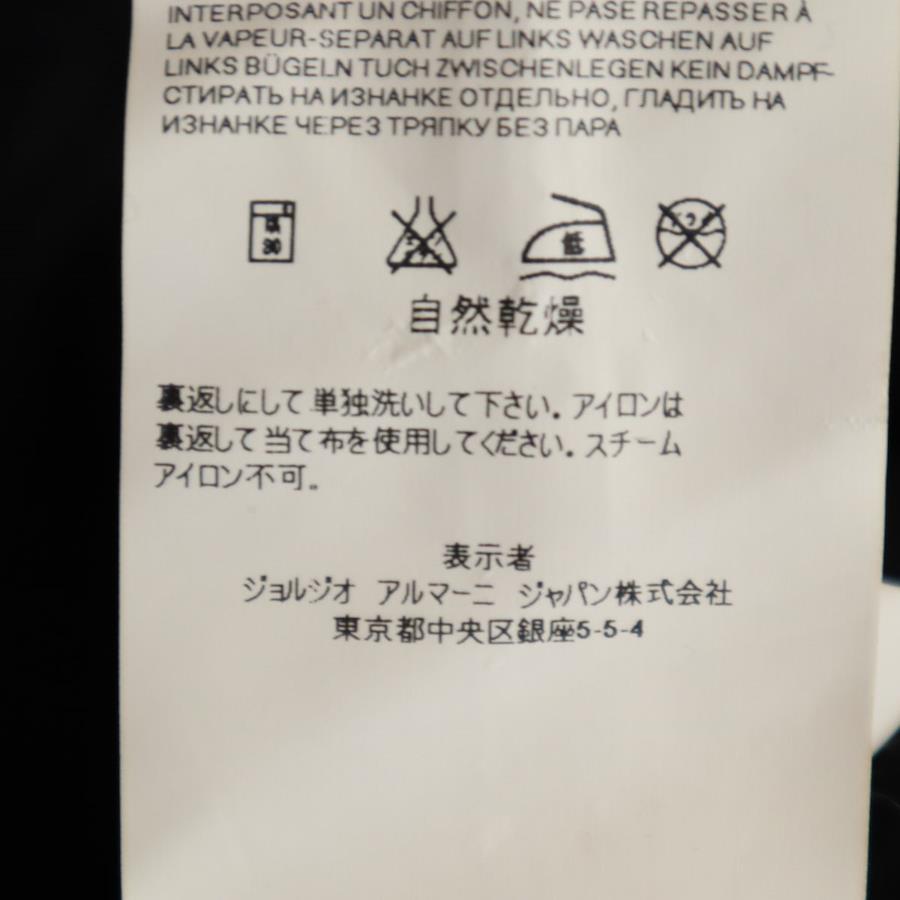 INTERPOSANT UN CHIFFON, NE PASE REPASSER À
LA VAPEUR-SEPARAT AUF LINKS WASCHEN AUF
LINKS BÜGELN TUCH ZWISCHENLEGEN KEIN DAMPF-
СТИРАТЬ НА ИЗНАНКЕ ОТДЕЛЬНО, ГЛАДИТЬ НА
ИЗНАНКЕ ЧЕРЕЗ ТРЯПКУ БЕЗ ПАРА
30 低
自然乾燥
裏返しにして 単独洗いして下さい。アイロンは
裏返して 当て布を使用してください。スチーム
アイロン不可。
表示者
ジョルジオ アルマーニ ジャパン株式会社
東京都中央区銀座5-5-4